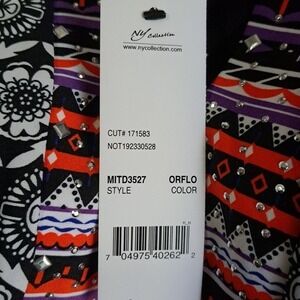 NY Collection
www.nycollection.com
CUT# 171583
NOT192330528
MITD3527 ORFLO
STYLE COLOR
7 04975 40262 2